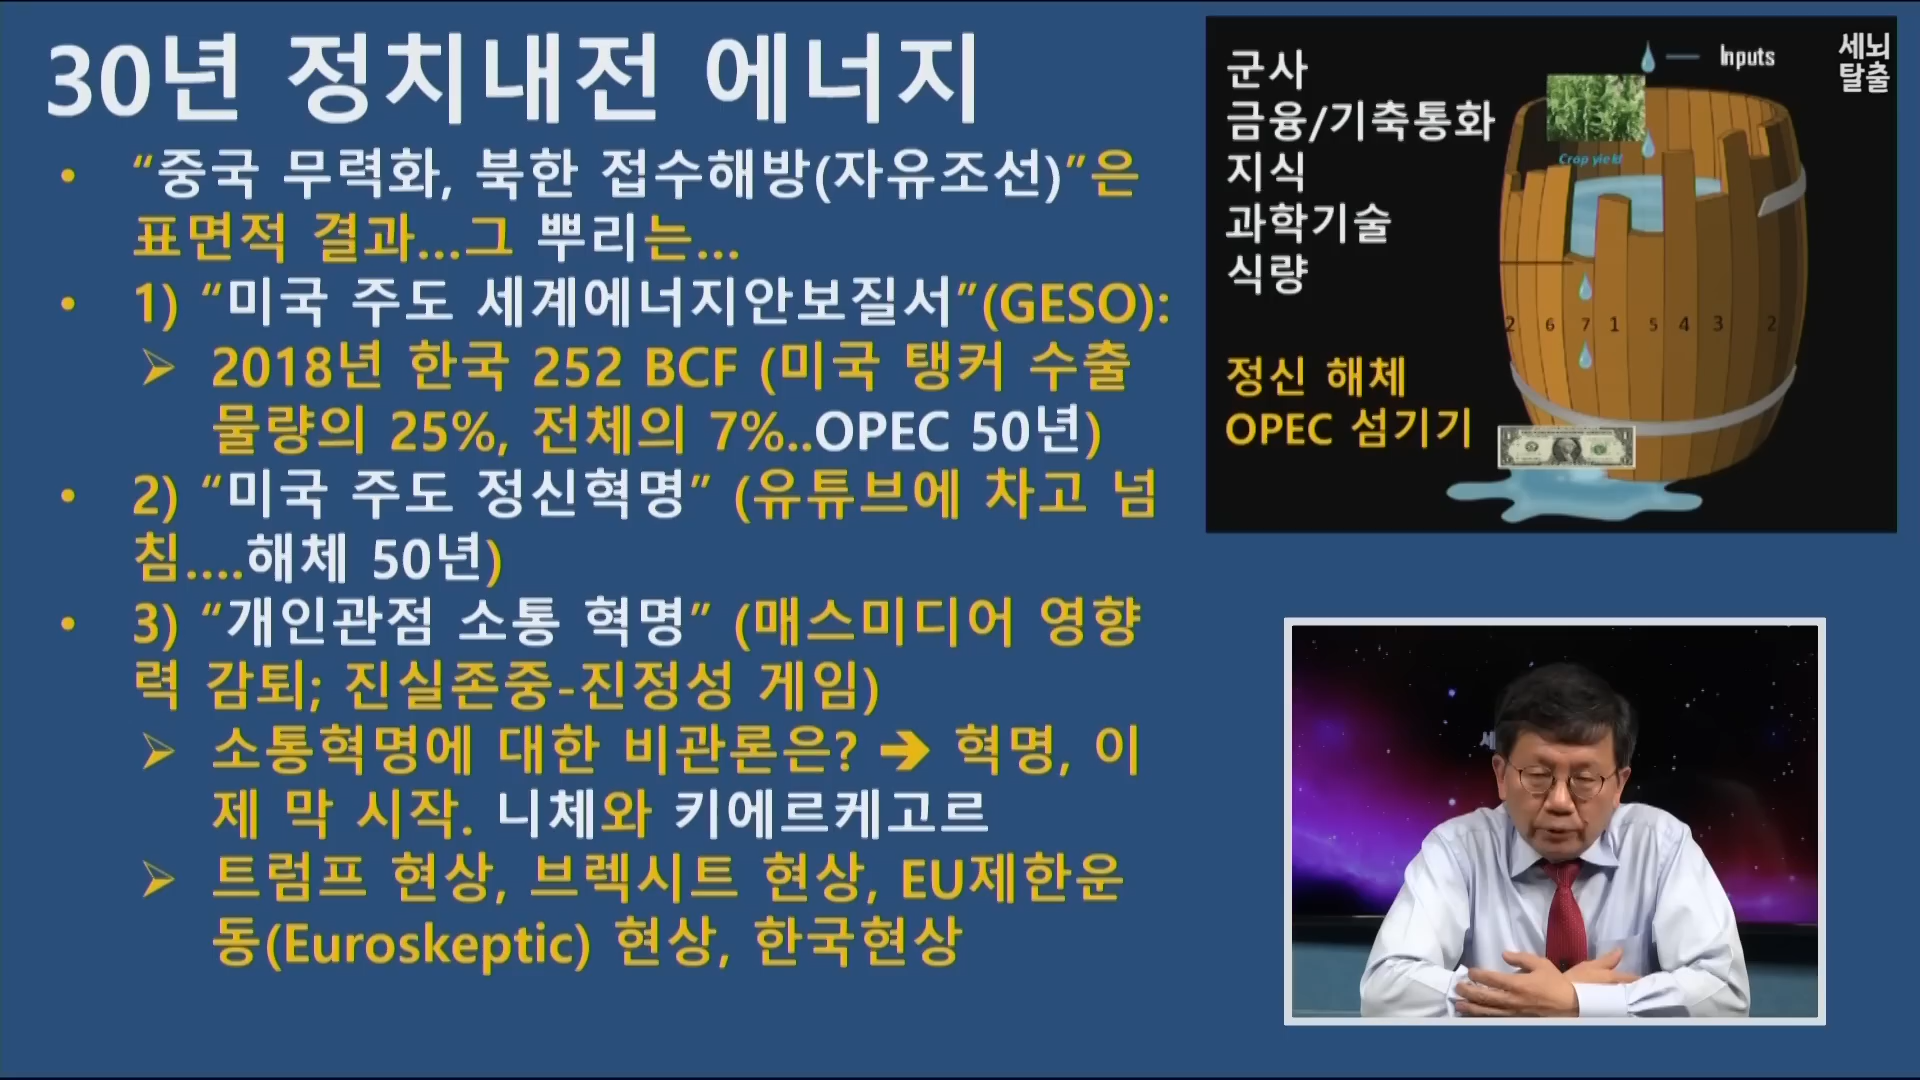 30년 정치내전 에너지
• “중국 무력화, 북한 접수해방(자유조선)”은
표면적 결과...그 뿌리는...
• 1) “미국 주도 세계에너지안보질서”(GESO):
➢ 2018년 한국 252 BCF (미국 탱커 수출
물량의 25%, 전체의 7%..OPEC 50년)
• 2) “미국 주도 정신혁명” (유튜브에 차고 넘
침....해체 50년)
• 3) “개인관점 소통 혁명” (매스미디어 영향
력 감퇴; 진실존중-진정성 게임)
➢ 소통혁명에 대한 비관론은? ➔ 혁명, 이
제 막 시작. 니체와 키에르케고르
➢ 트럼프 현상, 브렉시트 현상, EU제한운
동(Euroskeptic) 현상, 한국현상
군사
금융/기축통화
지식
과학기술
식량
정신 해체
OPEC 섬기기
Inputs
Crop yield
2 6 7 1 5 4 3 2
세뇌
탈출
세